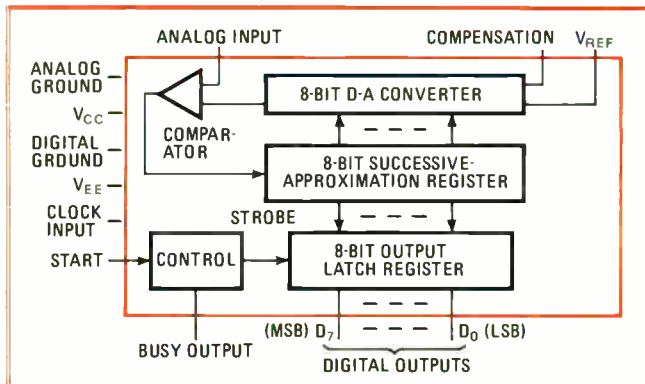 ANALOG INPUT
COMPENSATION
VREF
ANALOG
GROUND
8-BIT D-A CONVERTER
VCC
COMPAR-
ATOR
DIGITAL
GROUND
8-BIT SUCCESSIVE-
APPROXIMATION REGISTER
VEE
CLOCK
INPUT
STROBE
START
CONTROL
8-BIT OUTPUT
LATCH REGISTER
(MSB) D7
D0 (LSB)
BUSY OUTPUT
DIGITAL OUTPUTS